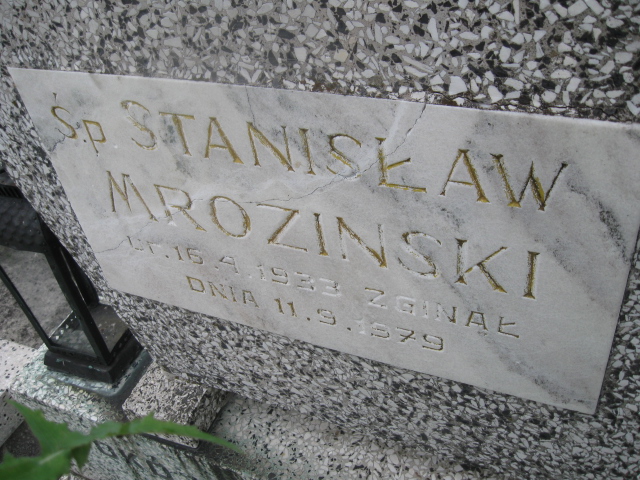 Ś.p STANISŁAW
MROZINSKI
UR. 16.4.1933 ZGINĄŁ
DNIA 11.9.1979